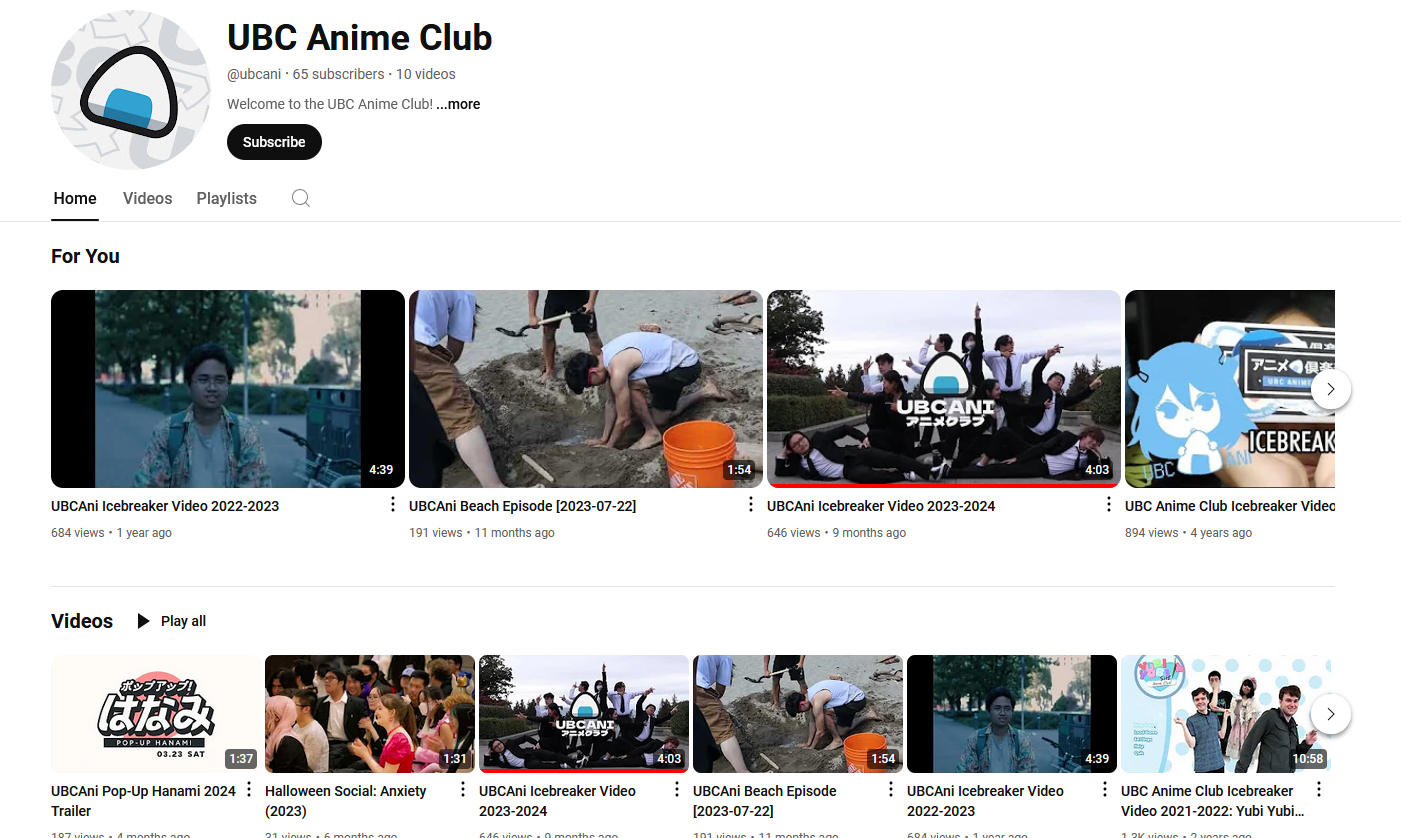 UBC Anime Club
@ubcani • 65 subscribers • 10 videos
Welcome to the UBC Anime Club! ...more
Subscribe
Home Videos Playlists
For You
4:39
1:54
UBCANI
アニメクラブ
4:03
アニメ 倶
UBC ANIM
ICEBREAK
UBC ANI
UBCAni Icebreaker Video 2022-2023
684 views • 1 year ago
UBCAni Beach Episode [2023-07-22]
191 views • 11 months ago
UBCAni Icebreaker Video 2023-2024
646 views • 9 months ago
UBC Anime Club Icebreaker Video
894 views • 4 years ago
Videos Play all
ポップアップ!
はなみ
POP-UP HANAMI
03.23 SAT
1:37
1:31
UBCANI
アニメクラブ
4:03
1:54
4:39
10:58
UBCAni Pop-Up Hanami 2024
Trailer
187 views • 4 months ago
Halloween Social: Anxiety
(2023)
31 views • 6 months ago
UBCAni Icebreaker Video
2023-2024
646 views • 9 months ago
UBCAni Beach Episode
[2023-07-22]
191 views • 11 months ago
UBCAni Icebreaker Video
2022-2023
684 views • 1 year ago
UBC Anime Club Icebreaker
Video 2021-2022: Yubi Yubi...
1.3K views • 2 years ago